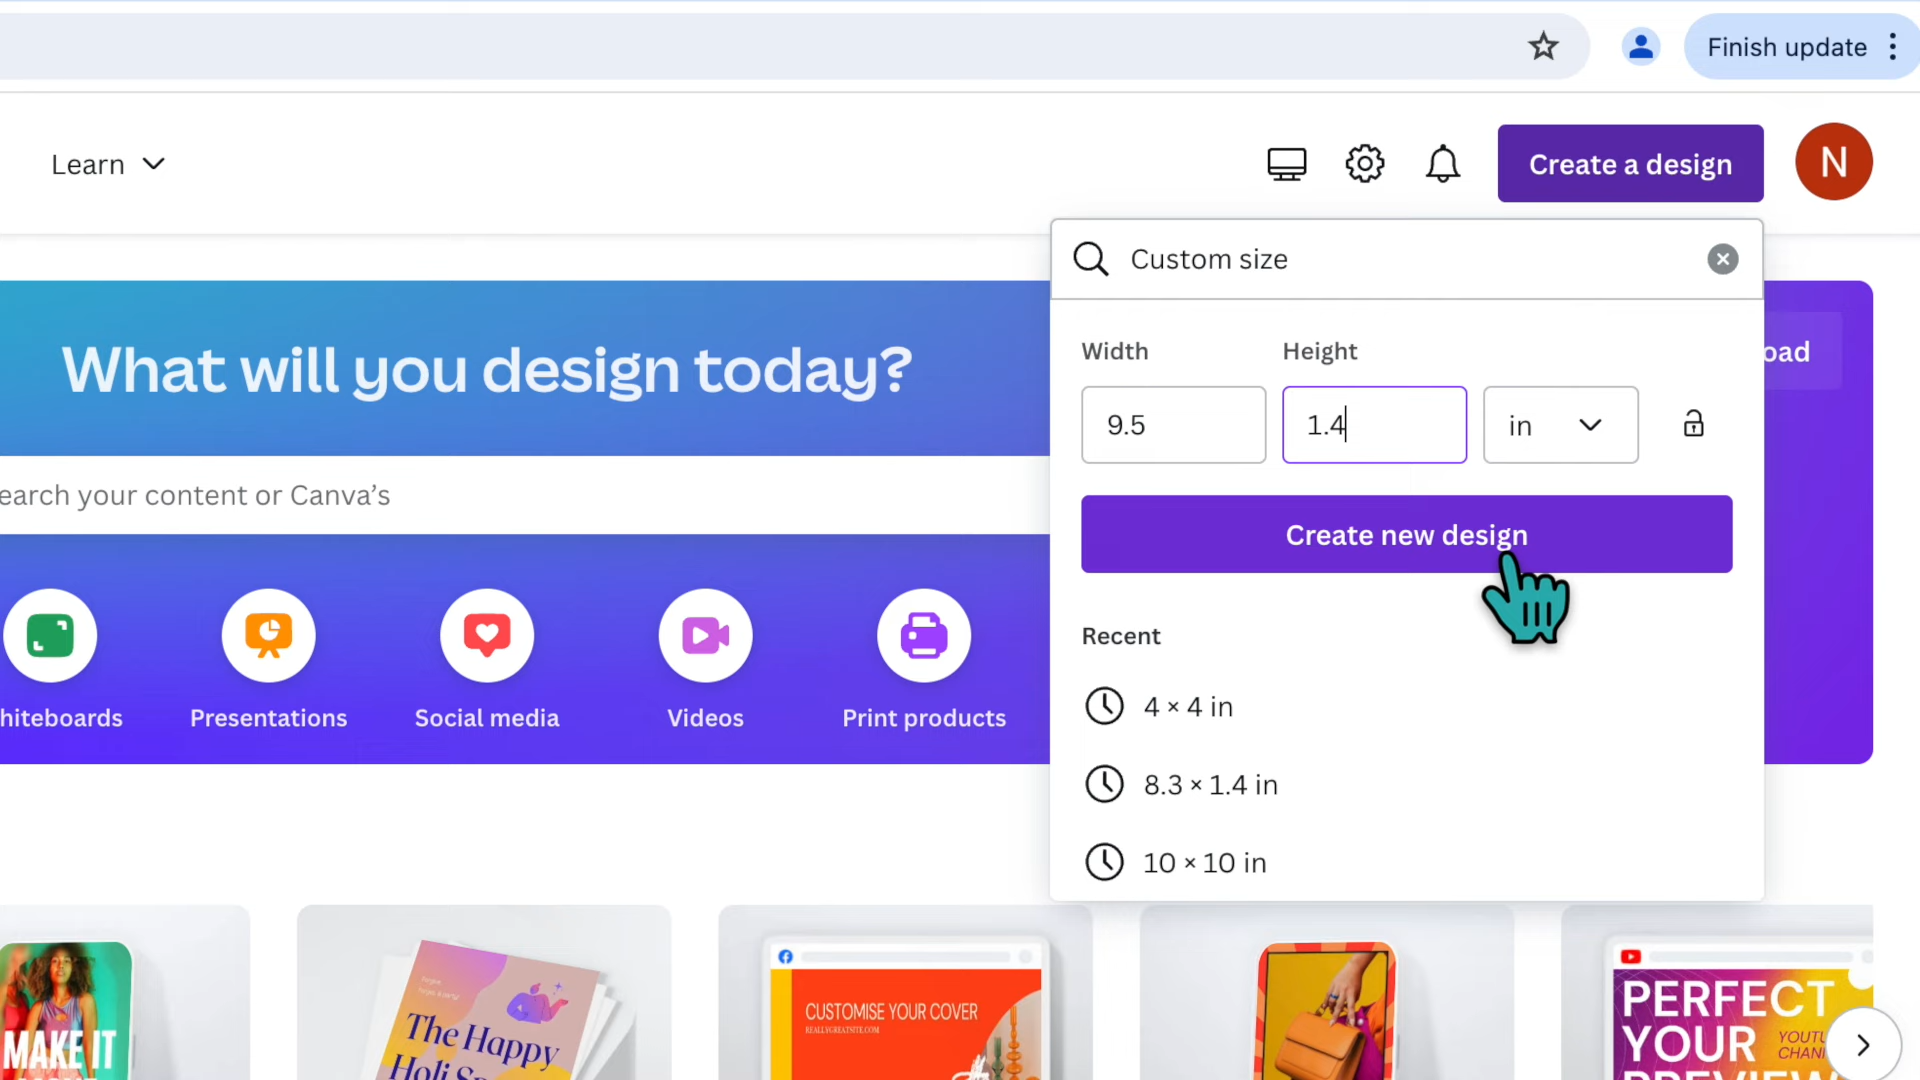 Finish update
Learn
Create a design
N
Custom size
What will you design today?
Width
Height
oad
9.5
1.4
in
earch your content or Canva's
Create new design
Recent
hiteboards
Presentations
Social media
Videos
Print products
4 × 4 in
8.3 × 1.4 in
10 × 10 in
MAKE IT
The Happy
CUSTOMISE YOUR COVER
REALLYGREATSITE.COM
PERFECT
YOUR